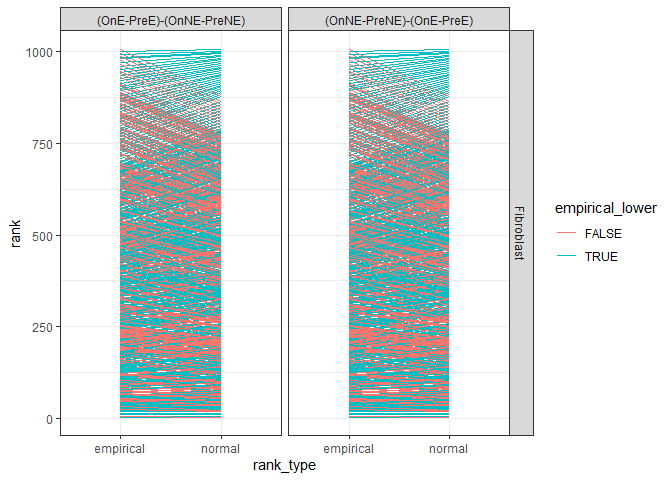 (OnE-PreE)-(OnNE-PreNE)
(OnNE-PreNE)-(OnE-PreE)
1000
750
500
250
0
rank
Fibroblast
empirical_lower
FALSE
TRUE
empirical
normal
empirical
normal
rank_type